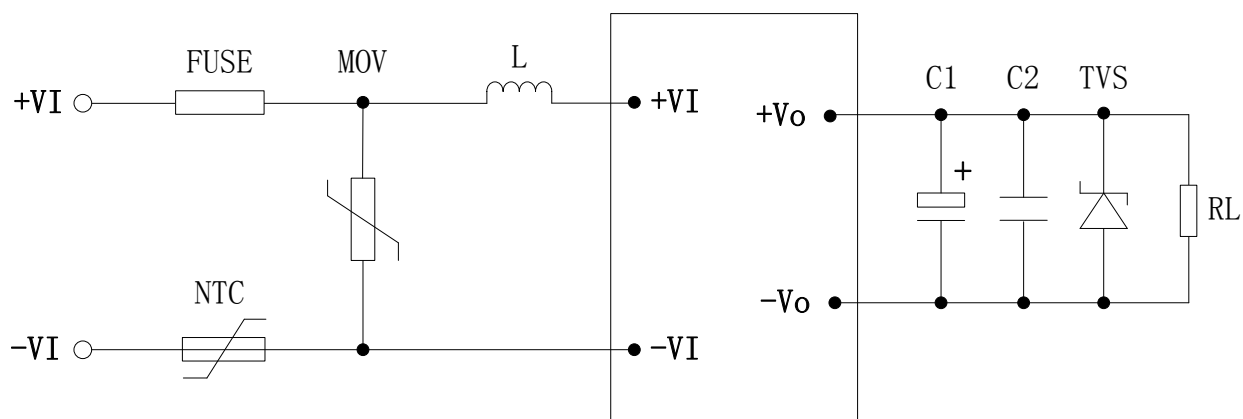 FUSE MOV L
C1 C2 TVS
+VI +VI
+Vo
+
RL
NTC
-Vo
-VI -VI